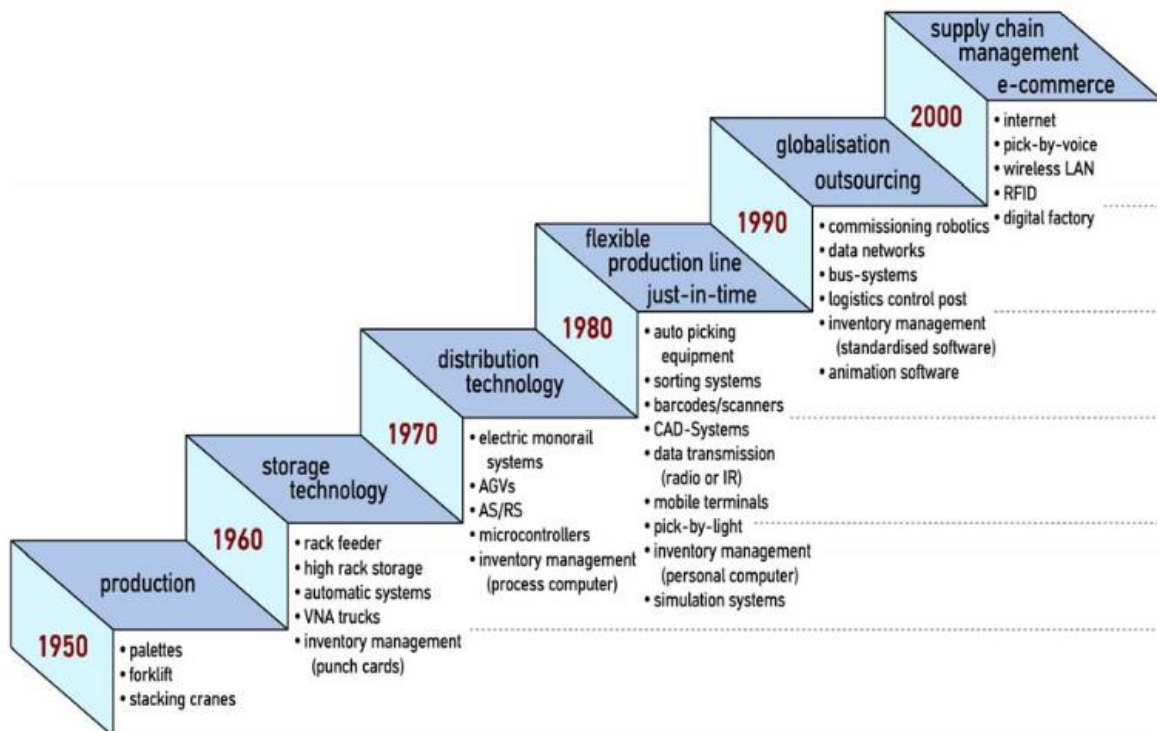 1950
production
• palettes
• forklift
• stacking cranes
1960
storage
technology
• rack feeder
• high rack storage
• automatic systems
• VNA trucks
• inventory management
(punch cards)
1970
distribution
technology
• electric monorail
systems
• AGVs
• AS/RS
• microcontrollers
• inventory management
(process computer)
1980
flexible
production line
just-in-time
• auto picking
equipment
• sorting systems
• barcodes/scanners
• CAD-Systems
• data transmission
(radio or IR)
• mobile terminals
• pick-by-light
• inventory management
(personal computer)
• simulation systems
1990
globalisation
outsourcing
• commissioning robotics
• data networks
• bus-systems
• logistics control post
• inventory management
(standardised software)
• animation software
2000
supply chain
management
e-commerce
• internet
• pick-by-voice
• wireless LAN
• RFID
• digital factory